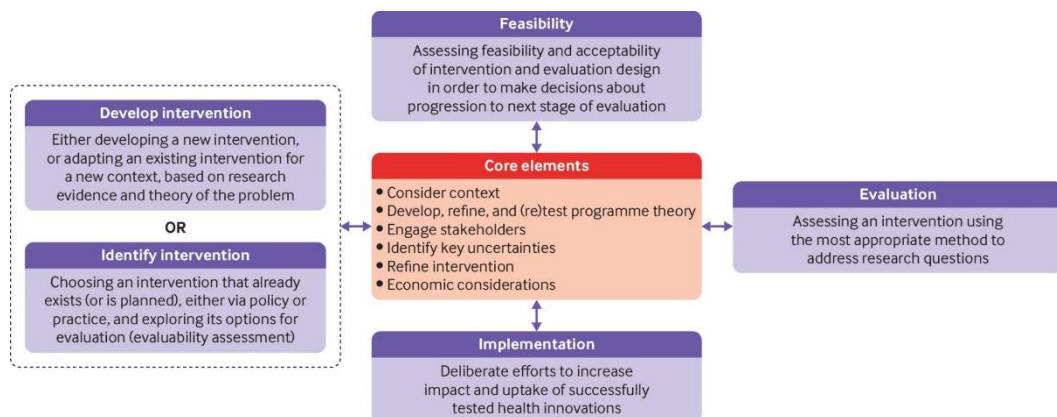 Feasibility
Assessing feasibility and acceptability
of intervention and evaluation design
in order to make decisions about
progression to next stage of evaluation
Develop intervention
Either developing a new intervention,
or adapting an existing intervention for
a new context, based on research
evidence and theory of the problem
OR
Identify intervention
Choosing an intervention that already
exists (or is planned), either via policy or
practice, and exploring its options for
evaluation (evaluability assessment)
Core elements
• Consider context
• Develop, refine, and (re)test programme theory
• Engage stakeholders
• Identify key uncertainties
• Refine intervention
• Economic considerations
Evaluation
Assessing an intervention using
the most appropriate method to
address research questions
Implementation
Deliberate efforts to increase
impact and uptake of successfully
tested health innovations